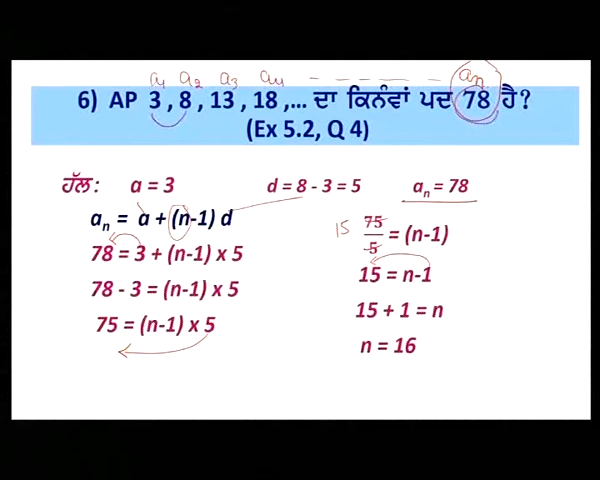 a1 a2 a3 a4 – – – – – – an
6) AP 3 , 8 , 13 , 18 ,... ਦਾ ਕਿਨੰਵਾਂ ਪਦ 78 ਹੈ?
(Ex 5.2, Q 4)
ਹੱਲ: a = 3 d = 8 - 3 = 5 an = 78
an = a + (n-1) d
78 = 3 + (n-1) x 5
78 - 3 = (n-1) x 5
75 = (n-1) x 5
15 75/5 = (n-1)
15 = n-1
15 + 1 = n
n = 16